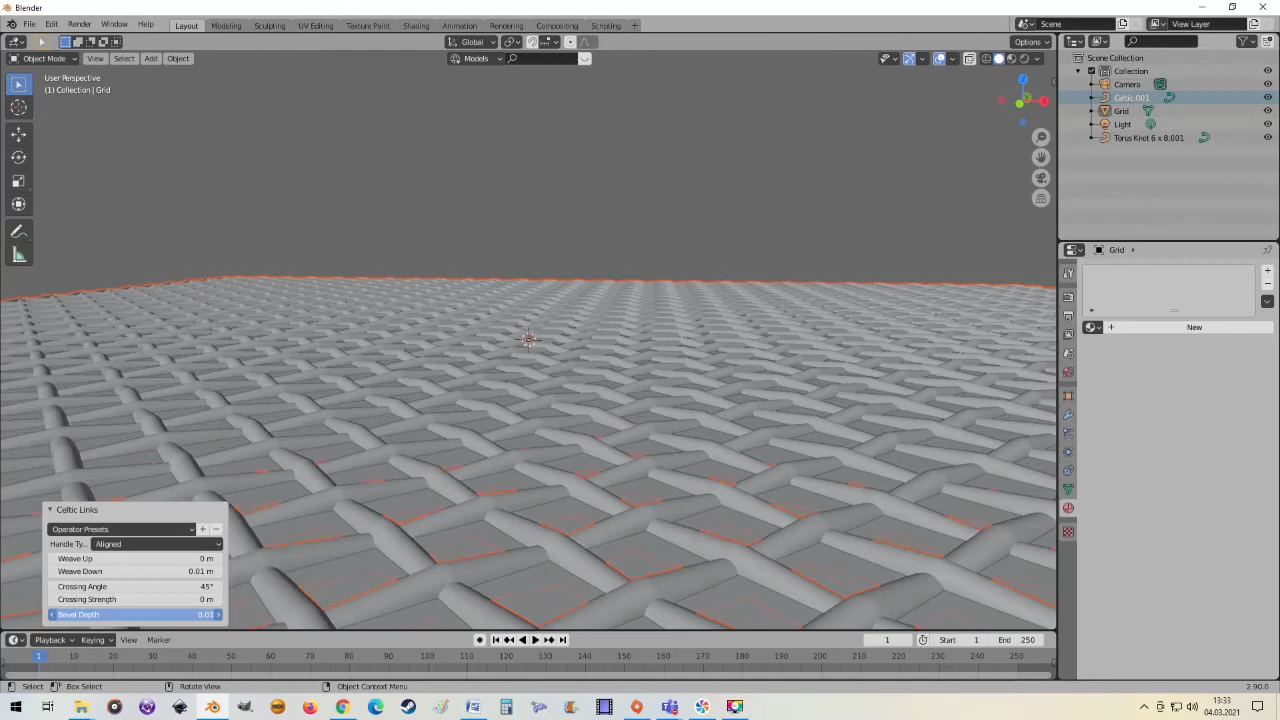 Blender
File Edit Render Window Help Layout Modeling Sculpting UV Editing Texture Paint Shading Animation Rendering Compositing Scripting +
Scene View Layer
Global Options
Object Mode View Select Add Object Models
User Perspective
(1) Collection | Grid
Z
X
Scene Collection
Collection
Camera
Celtic.001
Grid
Light
Torus Knot 6 x 8.001
Grid
New
Celtic Links
Operator Presets
Handle Ty.. Aligned
Weave Up 0 m
Weave Down 0.01 m
Crossing Angle 45°
Crossing Strength 0 m
Bevel Depth 0.01
Playback Keying View Marker 1 Start 1 End 250
1 10 20 30 40 50 60 70 80 90 100 110 120 130 140 150 160 170 180 190 200 210 220 230 240 250
Select Box Select Rotate View Object Context Menu 2.90.0
13:33
04.03.2021